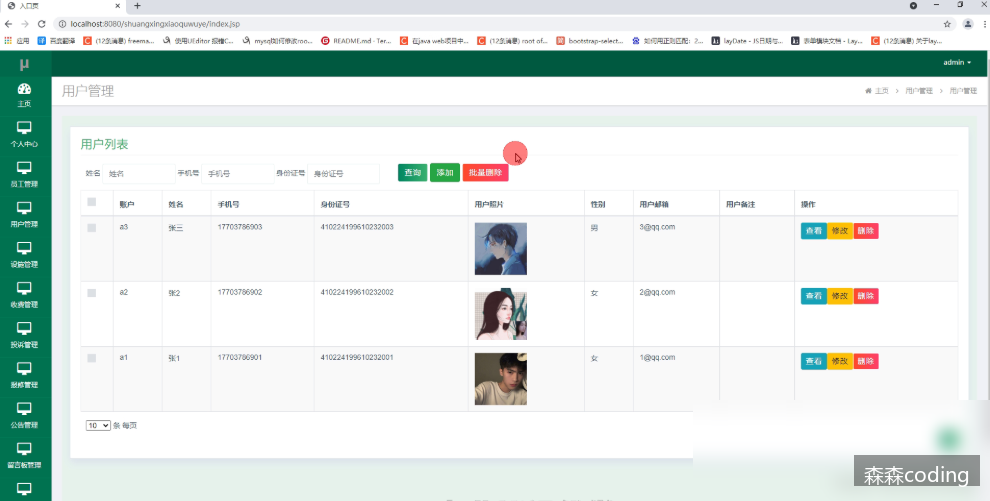 入口页
localhost:8080/shuangxingxiaoquwuye/index.jsp
应用 百度翻译 (12条消息) freema... 使用UEditor 报错C... mysql如何修改roo... README.md · Ter... 在java web项目中... (12条消息) root of... bootstrap-select... 如何用正则匹配：2... layDate - JS日期与... 表单模块文档 - Lay... (12条消息) 关于lay...
μ
admin
主页
用户管理
主页 > 用户管理 > 用户管理
个人中心
员工管理
用户管理
设施管理
收费管理
投诉管理
报修管理
公告管理
留言板管理
用户列表
姓名 姓名 手机号 手机号 身份证号 身份证号 查询 添加 批量删除
账户 姓名 手机号 身份证号 用户照片 性别 用户邮箱 用户备注 操作
a3 张三 17703786903 410224199610232003 男 3@qq.com 查看 修改 删除
a2 张2 17703786902 410224199610232002 女 2@qq.com 查看 修改 删除
a1 张1 17703786901 410224199610232001 女 1@qq.com 查看 修改 删除
10 条 每页
森森coding